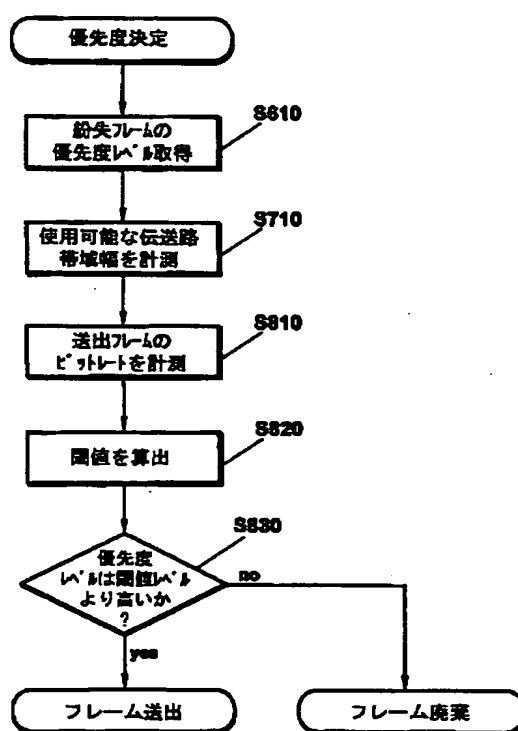 優先度決定
S610
紛失フレームの
優先度レベル取得
S710
使用可能な伝送路
帯域幅を計測
S810
送出フレームの
ビットレートを計測
S820
閾値を算出
S830
優先度
レベルは閾値レベル
より高いか
?
no
yes
フレーム送出
フレーム廃棄